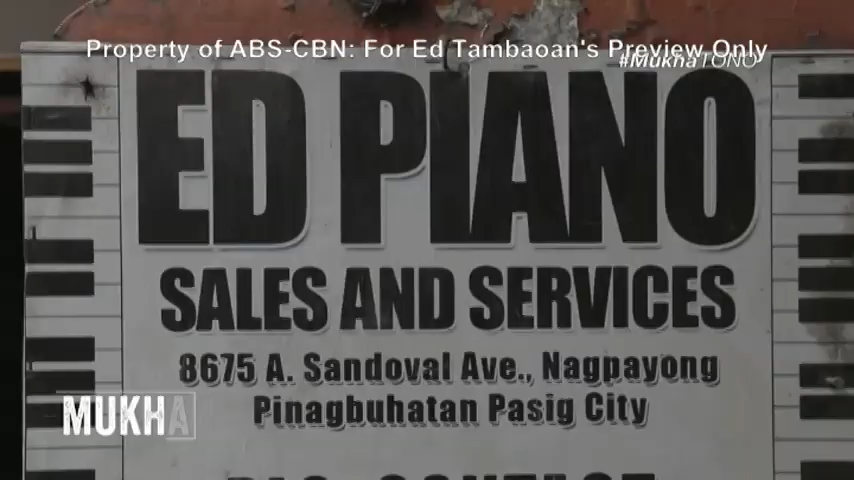 Property of ABS-CBN: For Ed Tambaoan's Preview Only
#MukhaTONO
ED PIANO
SALES AND SERVICES
8675 A. Sandoval Ave., Nagpayong
Pinagbuhatan Pasig City
MUKHA